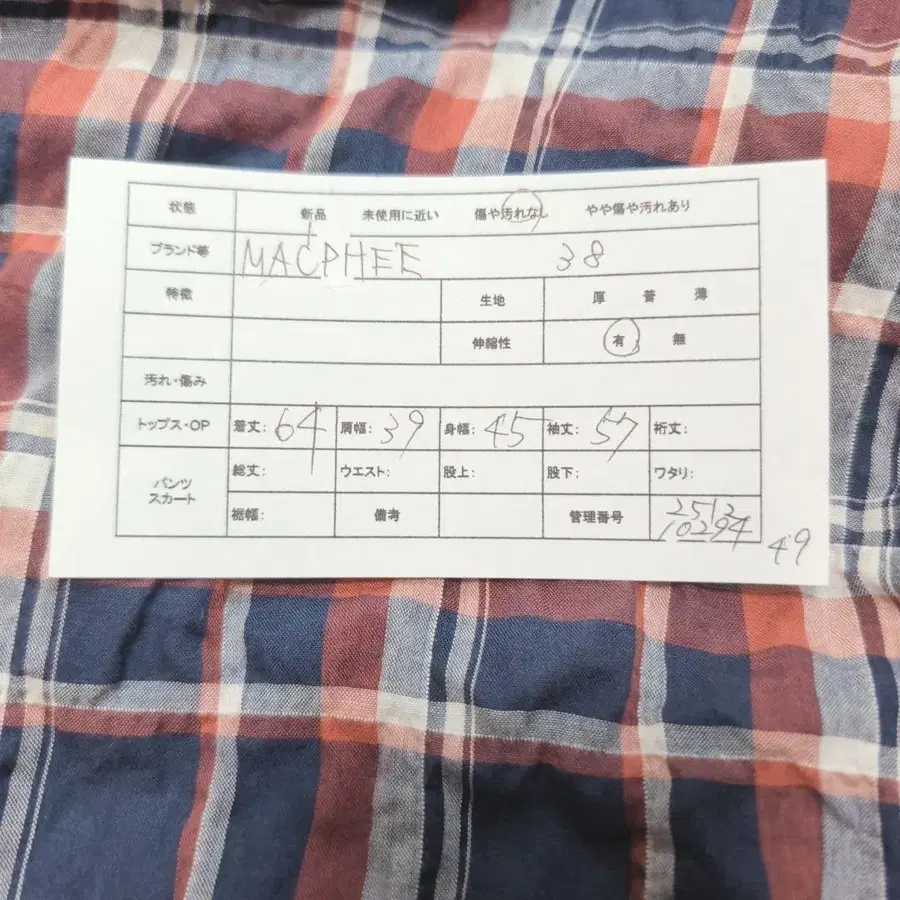 状態 新品 未使用に近い 傷や汚れなし やや傷や汚れあり
ブランド等 MACPHEE 38
特徴 生地 厚 普 薄
伸縮性 有 無
汚れ・傷み
トップス・OP 着丈: 64 肩幅: 39 身幅: 45 袖丈: 57 裄丈:
パンツ スカート 総丈: ウエスト: 股上: 股下: ワタリ:
裾幅: 備考 管理番号 2512
10294 49